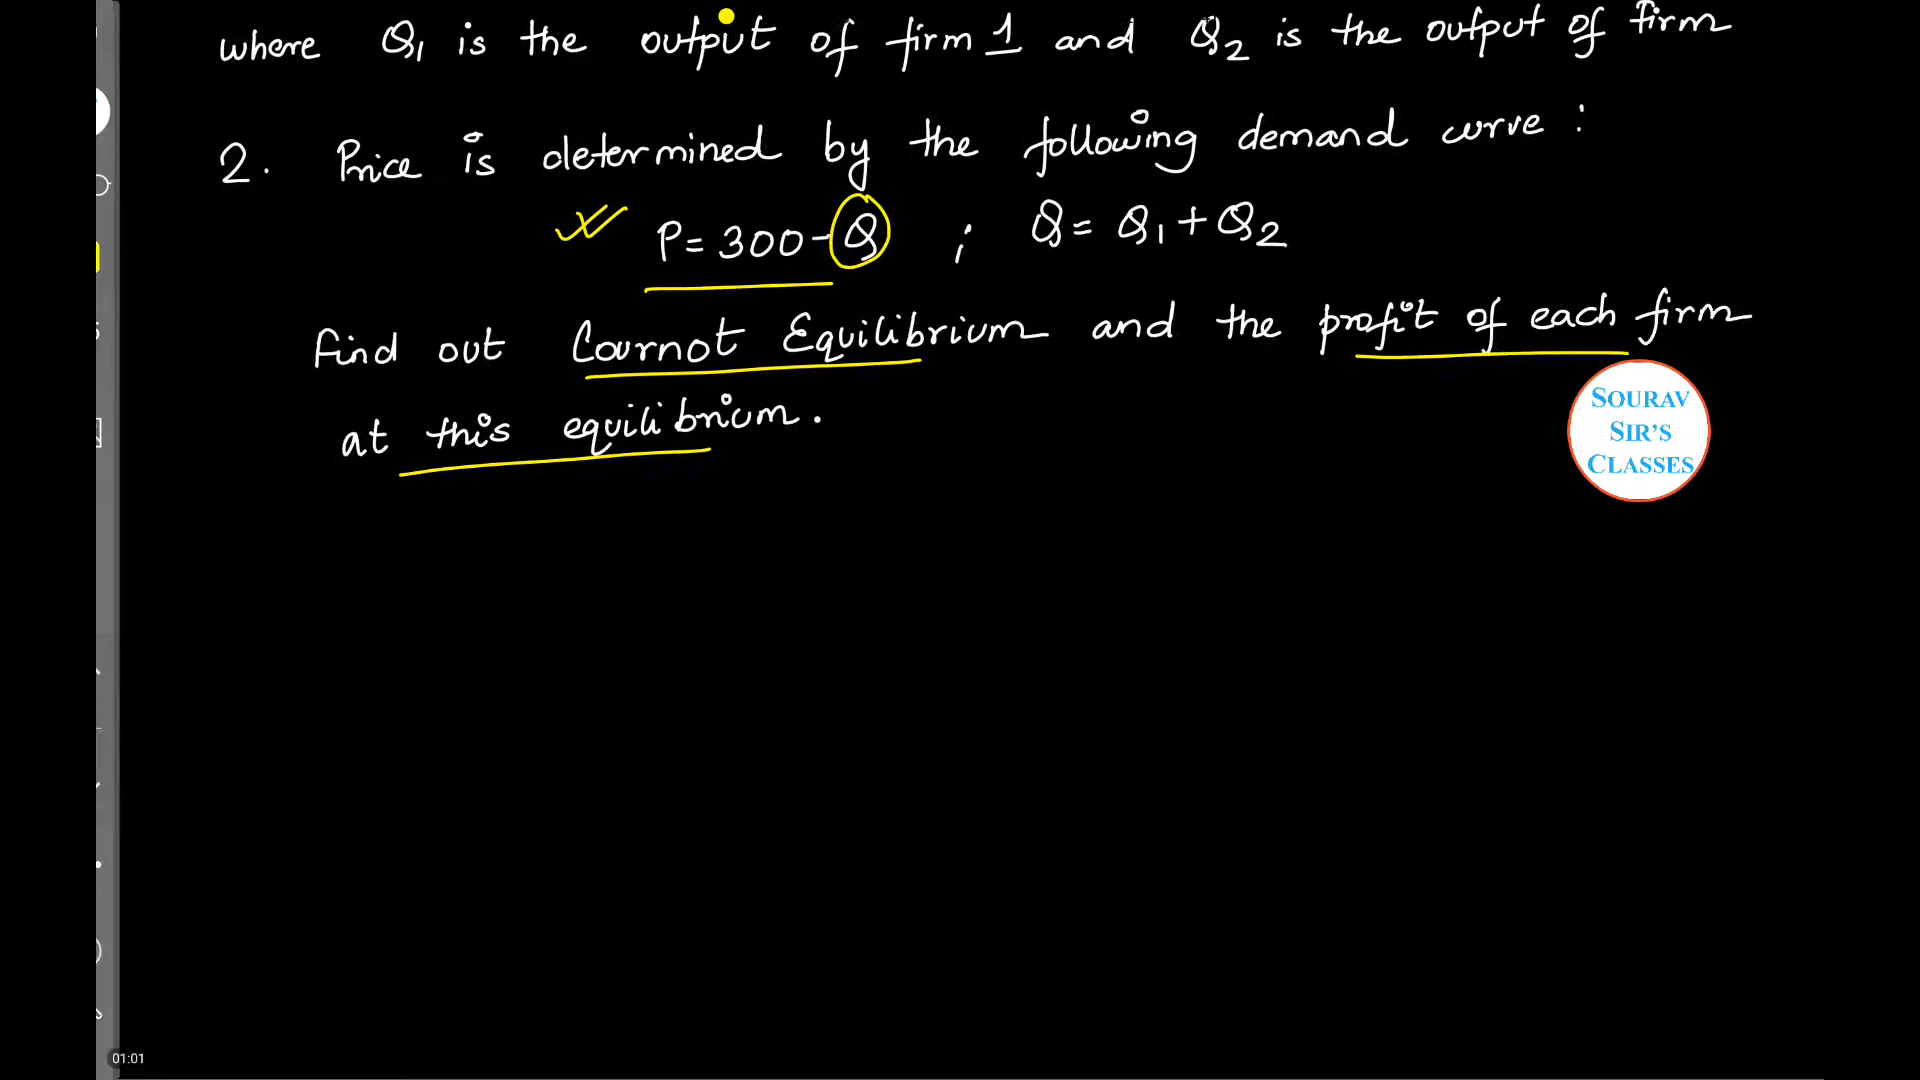 where Q1 is the output of firm 1 and Q2 is the output of firm
2. Price is determined by the following demand curve :
P = 300 - Q ; Q = Q1 + Q2
Find out Cournot Equilibrium and the profit of each firm
at this equilibrium.
SOURAV
SIR'S
CLASSES
01:01